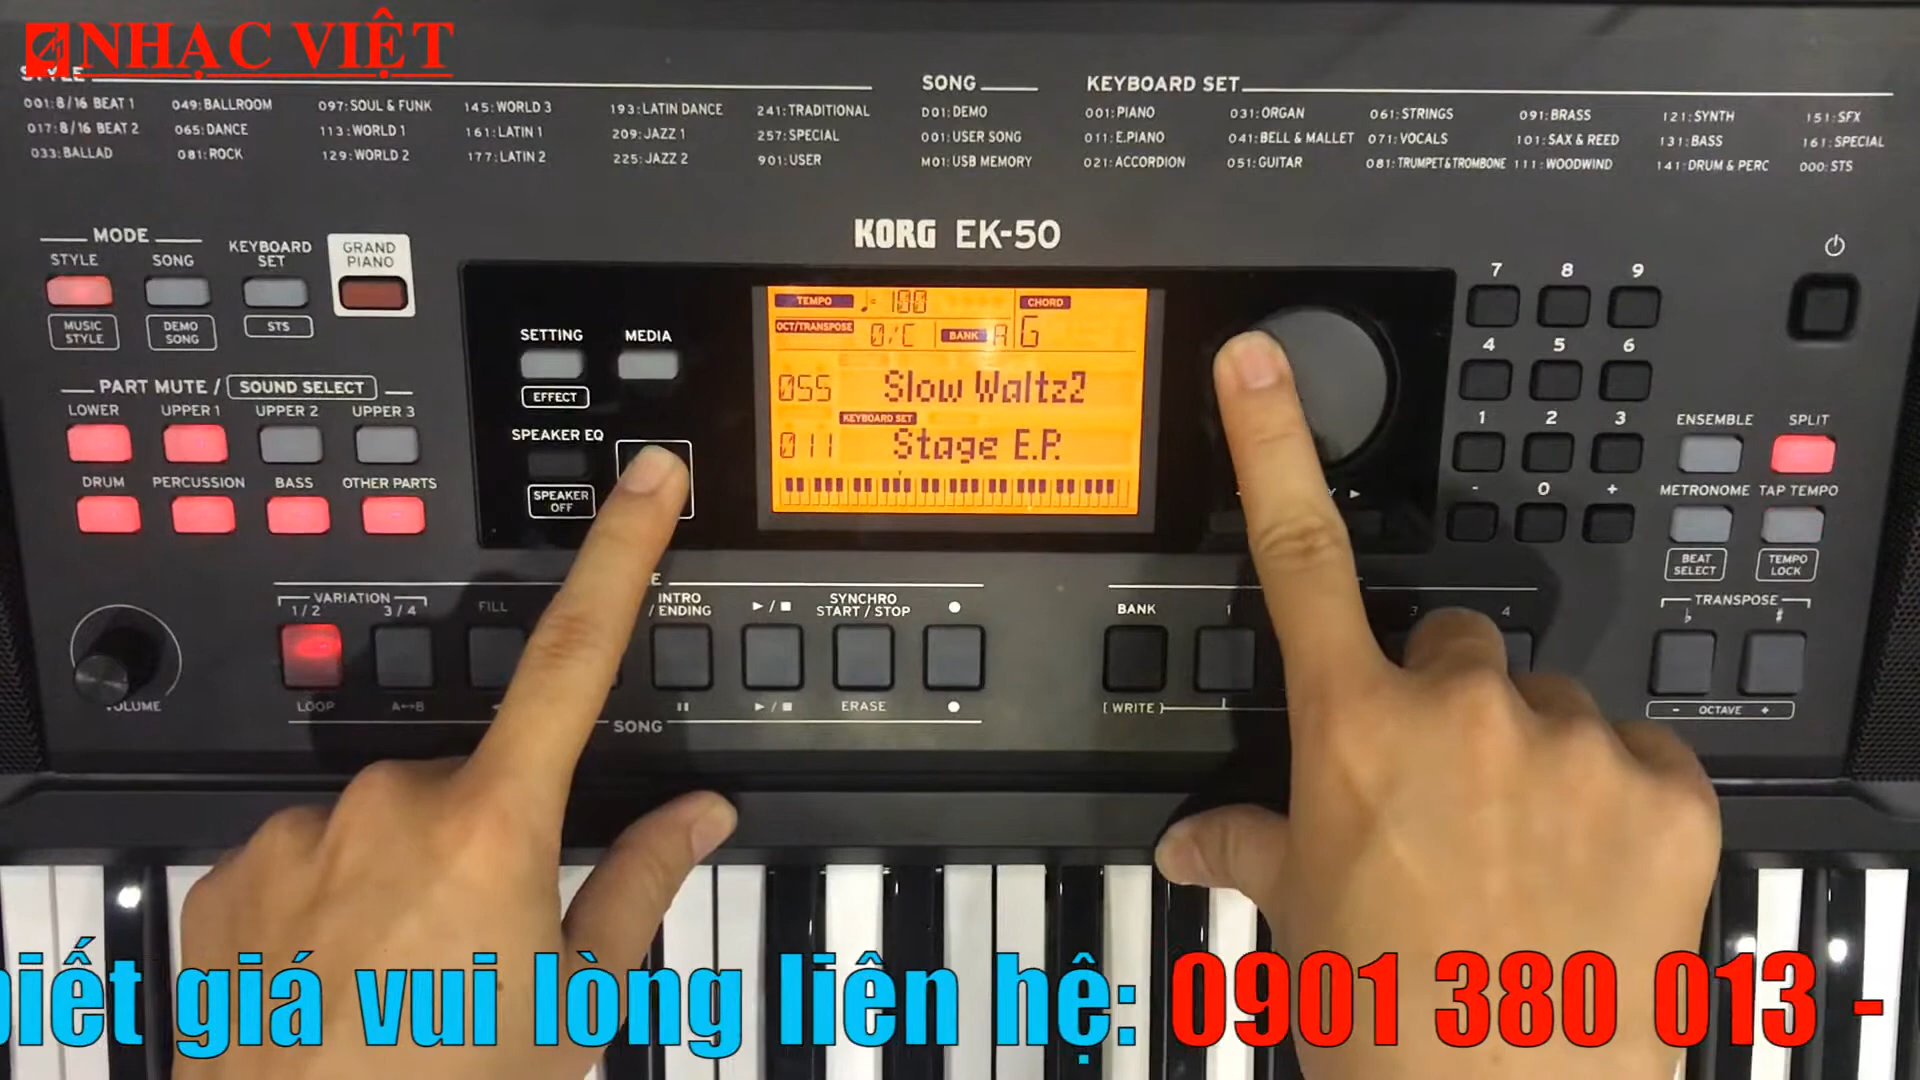 NHẠC VIỆT
STYLE
001:8/16 BEAT 1 049:BALLROOM 097:SOUL & FUNK 145:WORLD 3 193:LATIN DANCE 241:TRADITIONAL
017:8/16 BEAT 2 065:DANCE 113:WORLD 1 161:LATIN 1 209:JAZZ 1 257:SPECIAL
033:BALLAD 081:ROCK 129:WORLD 2 177:LATIN 2 225:JAZZ 2 901:USER
SONG
D01:DEMO
001:USER SONG
M01:USB MEMORY
KEYBOARD SET
001:PIANO 031:ORGAN 061:STRINGS 091:BRASS 121:SYNTH 151:SFX
011:E.PIANO 041:BELL & MALLET 071:VOCALS 101:SAX & REED 131:BASS 161:SPECIAL
021:ACCORDION 051:GUITAR 081:TRUMPET & TROMBONE 111:WOODWIND 141:DRUM & PERC 000:STS
KORG EK-50
MODE
STYLE SONG KEYBOARD SET GRAND PIANO
MUSIC STYLE DEMO SONG STS
PART MUTE / SOUND SELECT
LOWER UPPER 1 UPPER 2 UPPER 3
DRUM PERCUSSION BASS OTHER PARTS
VOLUME
SETTING MEDIA
EFFECT
SPEAKER EQ
SPEAKER OFF
TEMPO ♩= 100 CHORD
OCT/TRANSPOSE 0/C BANK A G
055 Slow Waltz2
KEYBOARD SET
011 Stage E.P.
7 8 9
4 5 6
1 2 3
- 0 +
ENSEMBLE SPLIT
METRONOME TAP TEMPO
BEAT SELECT TEMPO LOCK
TRANSPOSE
♭ ♯
- OCTAVE +
VARIATION
1/2 3/4 FILL INTRO / ENDING ▶/■ SYNCHRO START / STOP ●
LOOP A↔B ▮▮ ▶/■ ERASE ●
SONG
BANK 1 3 4
[WRITE]
biết giá vui lòng liên hệ: 0901 380 013 -